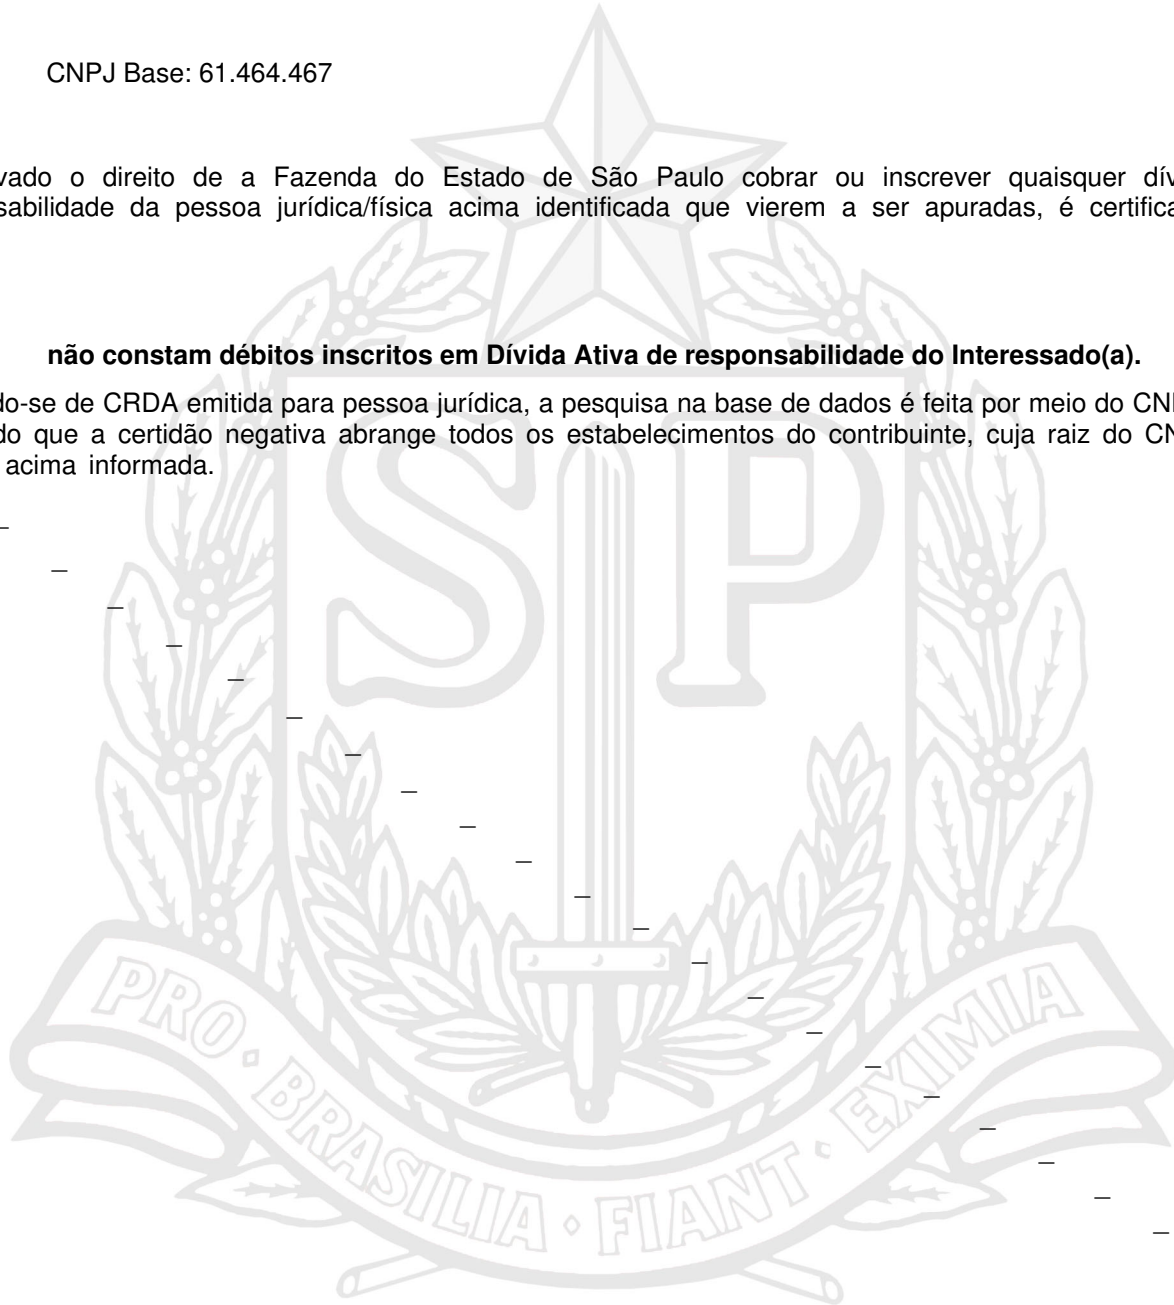 CNPJ Base: 61.464.467
vado o direito de a Fazenda do Estado de São Paulo cobrar ou inscrever quaisquer dív
sabilidade da pessoa jurídica/física acima identificada que vierem a ser apuradas, é certifica
não constam débitos inscritos em Dívida Ativa de responsabilidade do Interessado(a).
do-se de CRDA emitida para pessoa jurídica, a pesquisa na base de dados é feita por meio do CN
do que a certidão negativa abrange todos os estabelecimentos do contribuinte, cuja raiz do CN
acima informada.
SP
PRO · BRASILIA · FIANT · EXIMIA